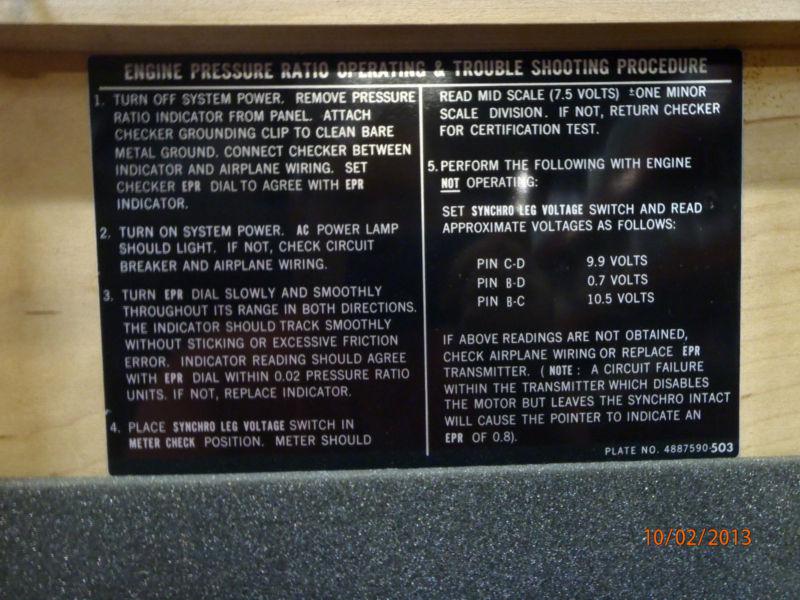 ENGINE PRESSURE RATIO OPERATING & TROUBLE SHOOTING PROCEDURE
1. TURN OFF SYSTEM POWER. REMOVE PRESSURE
RATIO INDICATOR FROM PANEL. ATTACH
CHECKER GROUNDING CLIP TO CLEAN BARE
METAL GROUND. CONNECT CHECKER BETWEEN
INDICATOR AND AIRPLANE WIRING. SET
CHECKER EPR DIAL TO AGREE WITH EPR
INDICATOR.
2. TURN ON SYSTEM POWER. AC POWER LAMP
SHOULD LIGHT. IF NOT, CHECK CIRCUIT
BREAKER AND AIRPLANE WIRING.
3. TURN EPR DIAL SLOWLY AND SMOOTHLY
THROUGHOUT ITS RANGE IN BOTH DIRECTIONS.
THE INDICATOR SHOULD TRACK SMOOTHLY
WITHOUT STICKING OR EXCESSIVE FRICTION
ERROR. INDICATOR READING SHOULD AGREE
WITH EPR DIAL WITHIN 0.02 PRESSURE RATIO
UNITS. IF NOT, REPLACE INDICATOR.
4. PLACE SYNCHRO LEG VOLTAGE SWITCH IN
METER CHECK POSITION. METER SHOULD
READ MID SCALE (7.5 VOLTS) ±ONE MINOR
SCALE DIVISION. IF NOT, RETURN CHECKER
FOR CERTIFICATION TEST.
5. PERFORM THE FOLLOWING WITH ENGINE
NOT OPERATING:
SET SYNCHRO LEG VOLTAGE SWITCH AND READ
APPROXIMATE VOLTAGES AS FOLLOWS:
PIN C-D 9.9 VOLTS
PIN B-D 0.7 VOLTS
PIN B-C 10.5 VOLTS
IF ABOVE READINGS ARE NOT OBTAINED,
CHECK AIRPLANE WIRING OR REPLACE EPR
TRANSMITTER. (NOTE: A CIRCUIT FAILURE
WITHIN THE TRANSMITTER WHICH DISABLES
THE MOTOR BUT LEAVES THE SYNCHRO INTACT
WILL CAUSE THE POINTER TO INDICATE AN
EPR OF 0.8).
PLATE NO. 4887590-503
10/02/2013